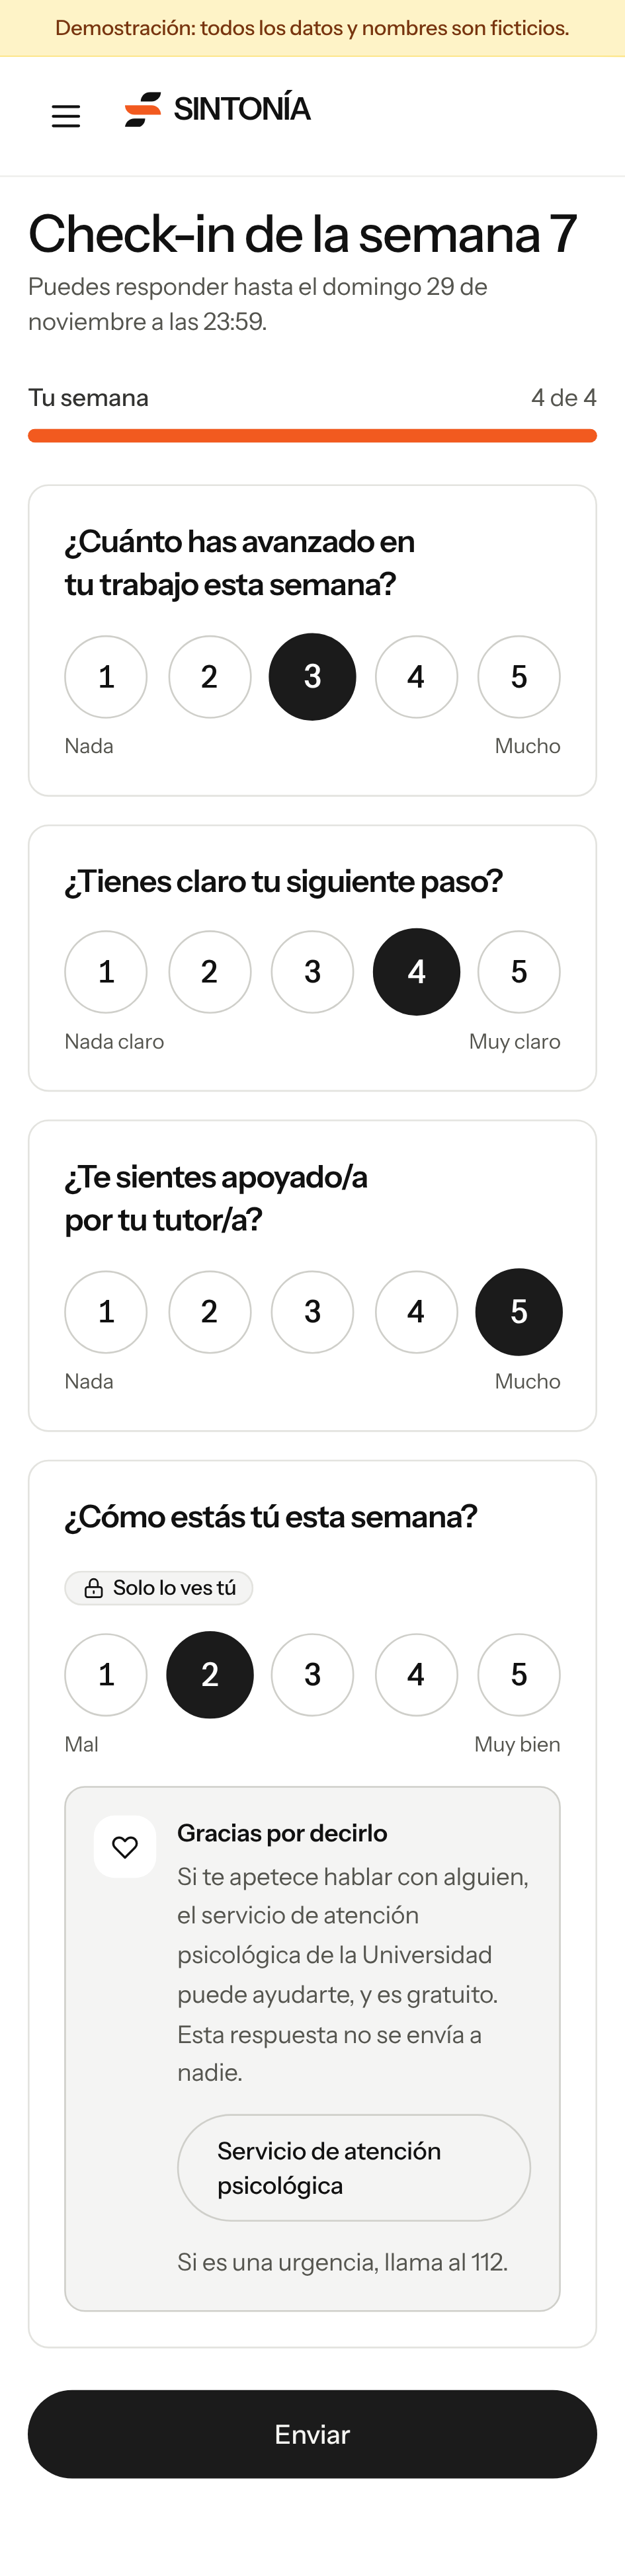 Demostración: todos los datos y nombres son ficticios.
SINTONÍA
Check-in de la semana 7
Puedes responder hasta el domingo 29 de
noviembre a las 23:59.
Tu semana 4 de 4
¿Cuánto has avanzado en
tu trabajo esta semana?
1 2 3 4 5
Nada Mucho
¿Tienes claro tu siguiente paso?
1 2 3 4 5
Nada claro Muy claro
¿Te sientes apoyado/a
por tu tutor/a?
1 2 3 4 5
Nada Mucho
¿Cómo estás tú esta semana?
Solo lo ves tú
1 2 3 4 5
Mal Muy bien
Gracias por decirlo
Si te apetece hablar con alguien,
el servicio de atención
psicológica de la Universidad
puede ayudarte, y es gratuito.
Esta respuesta no se envía a
nadie.
Servicio de atención
psicológica
Si es una urgencia, llama al 112.
Enviar